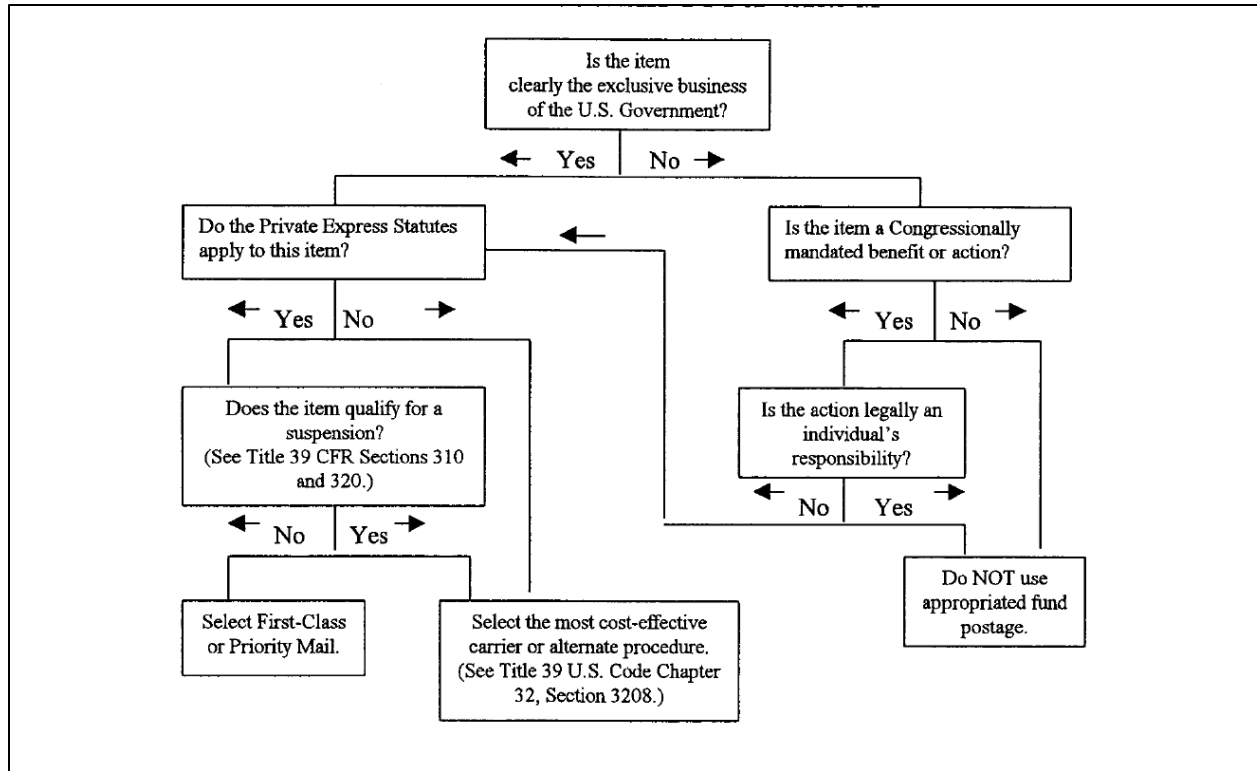 Is the item
clearly the exclusive business
of the U.S. Government?
Yes No
Do the Private Express Statutes
apply to this item?
Is the item a Congressionally
mandated benefit or action?
Yes No
Yes No
Does the item qualify for a
suspension?
(See Title 39 CFR Sections 310
and 320.)
Is the action legally an
individual's
responsibility?
No Yes
No Yes
Select First-Class
or Priority Mail.
Select the most cost-effective
carrier or alternate procedure.
(See Title 39 U.S. Code Chapter
32, Section 3208.)
Do NOT use
appropriated fund
postage.